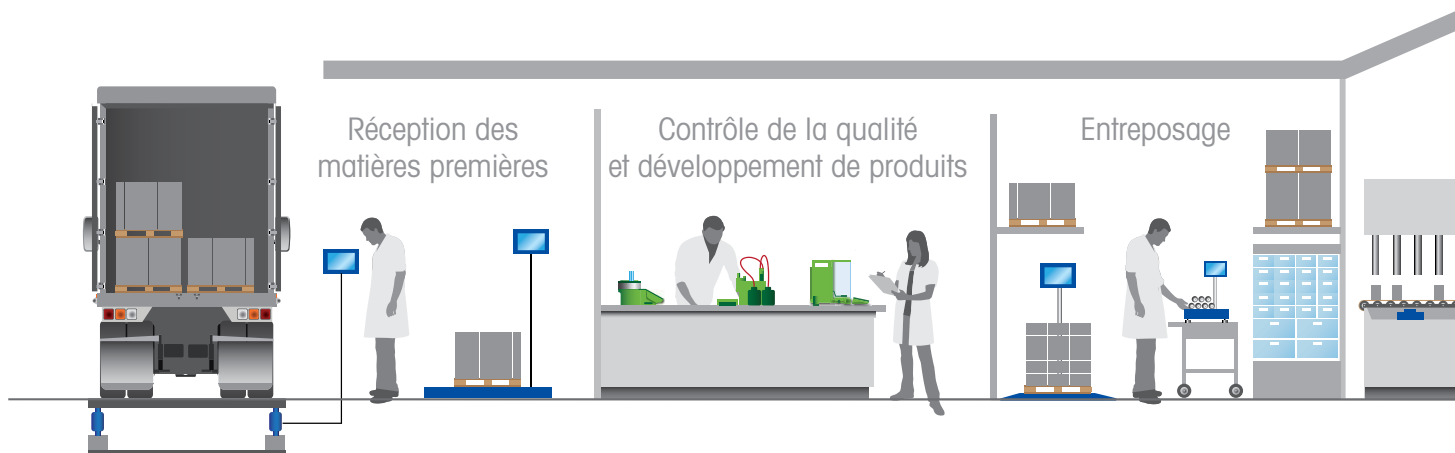 Réception des
matières premières
Contrôle de la qualité
et développement de produits
Entreposage